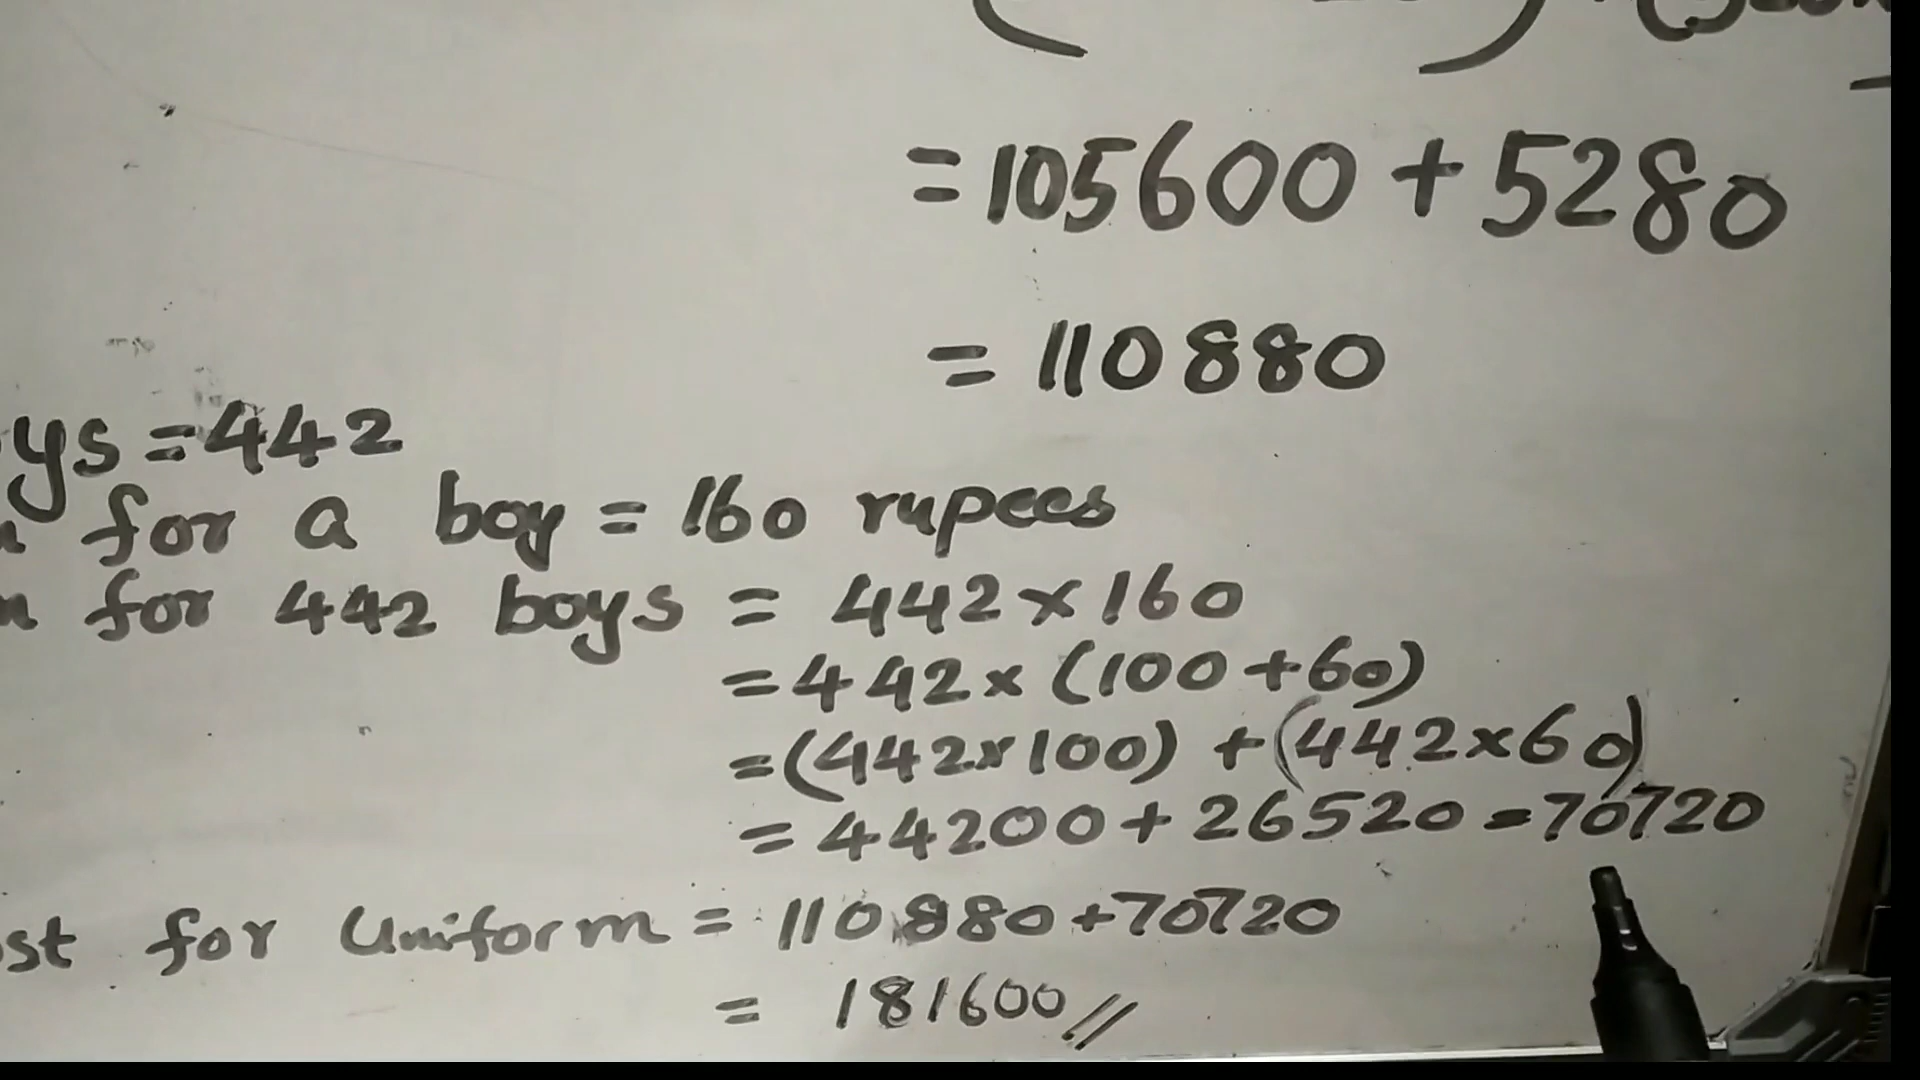 =105600+5280
= 110880
ys =442
for a boy = 160 rupees
for 442 boys = 442×160
=442×(100+60)
=(442×100) +(442×60)
= 44200+26520=70720
st for Uniform = 110880+70720
= 181600//